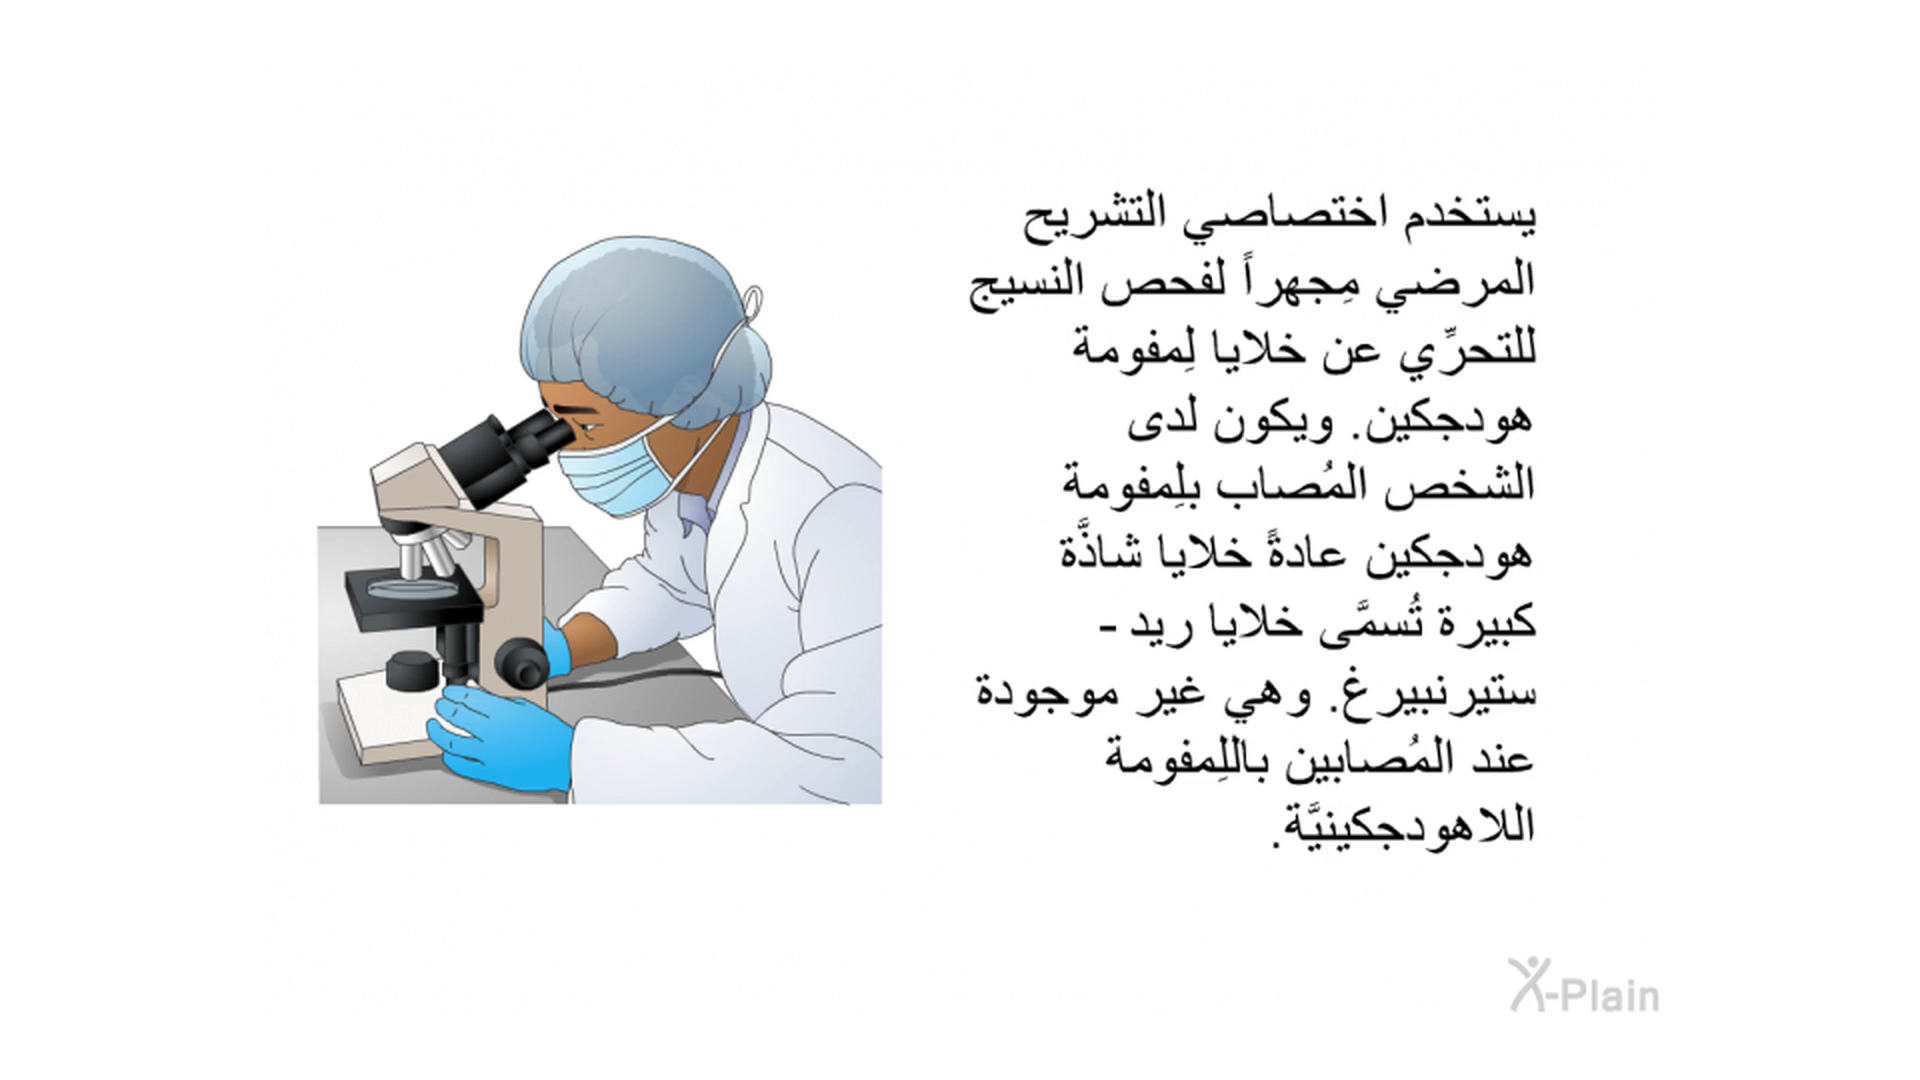 يستخدم اختصاصي التشريح
المرضي مِجهراً لفحص النسيج
للتحرِّي عن خلايا لِمفومة
هودجكين. ويكون لدى
الشخص المُصاب بلِمفومة
هودجكين عادةً خلايا شاذَّة
كبيرة تُسمَّى خلايا ريد -
ستيرنبيرغ. وهي غير موجودة
عند المُصابين باللِمفومة
اللاهودجكينيَّة.
X-Plain